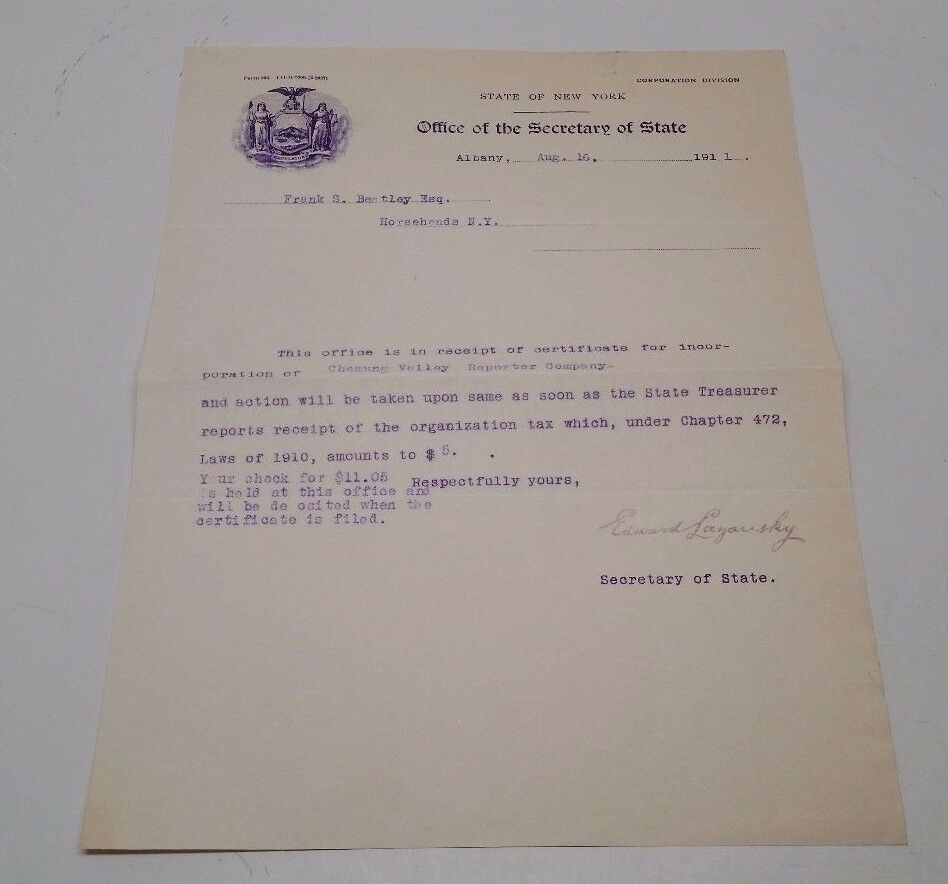 CORPORATION DIVISION
STATE OF NEW YORK
Office of the Secretary of State
Albany, Aug. 16, 1911.
Frank S. Bentley Esq.
Horseheads N.Y.
This office is in receipt of certificate for incor-
poration of Chemung Valley Reporter Company
and action will be taken upon same as soon as the State Treasurer
reports receipt of the organization tax which, under Chapter 472,
Laws of 1910, amounts to $ 5. .
Your check for $11.05 Respectfully yours,
is held at this office and
will be de osited when the
certificate is filed.
Edward Lazansky
Secretary of State.